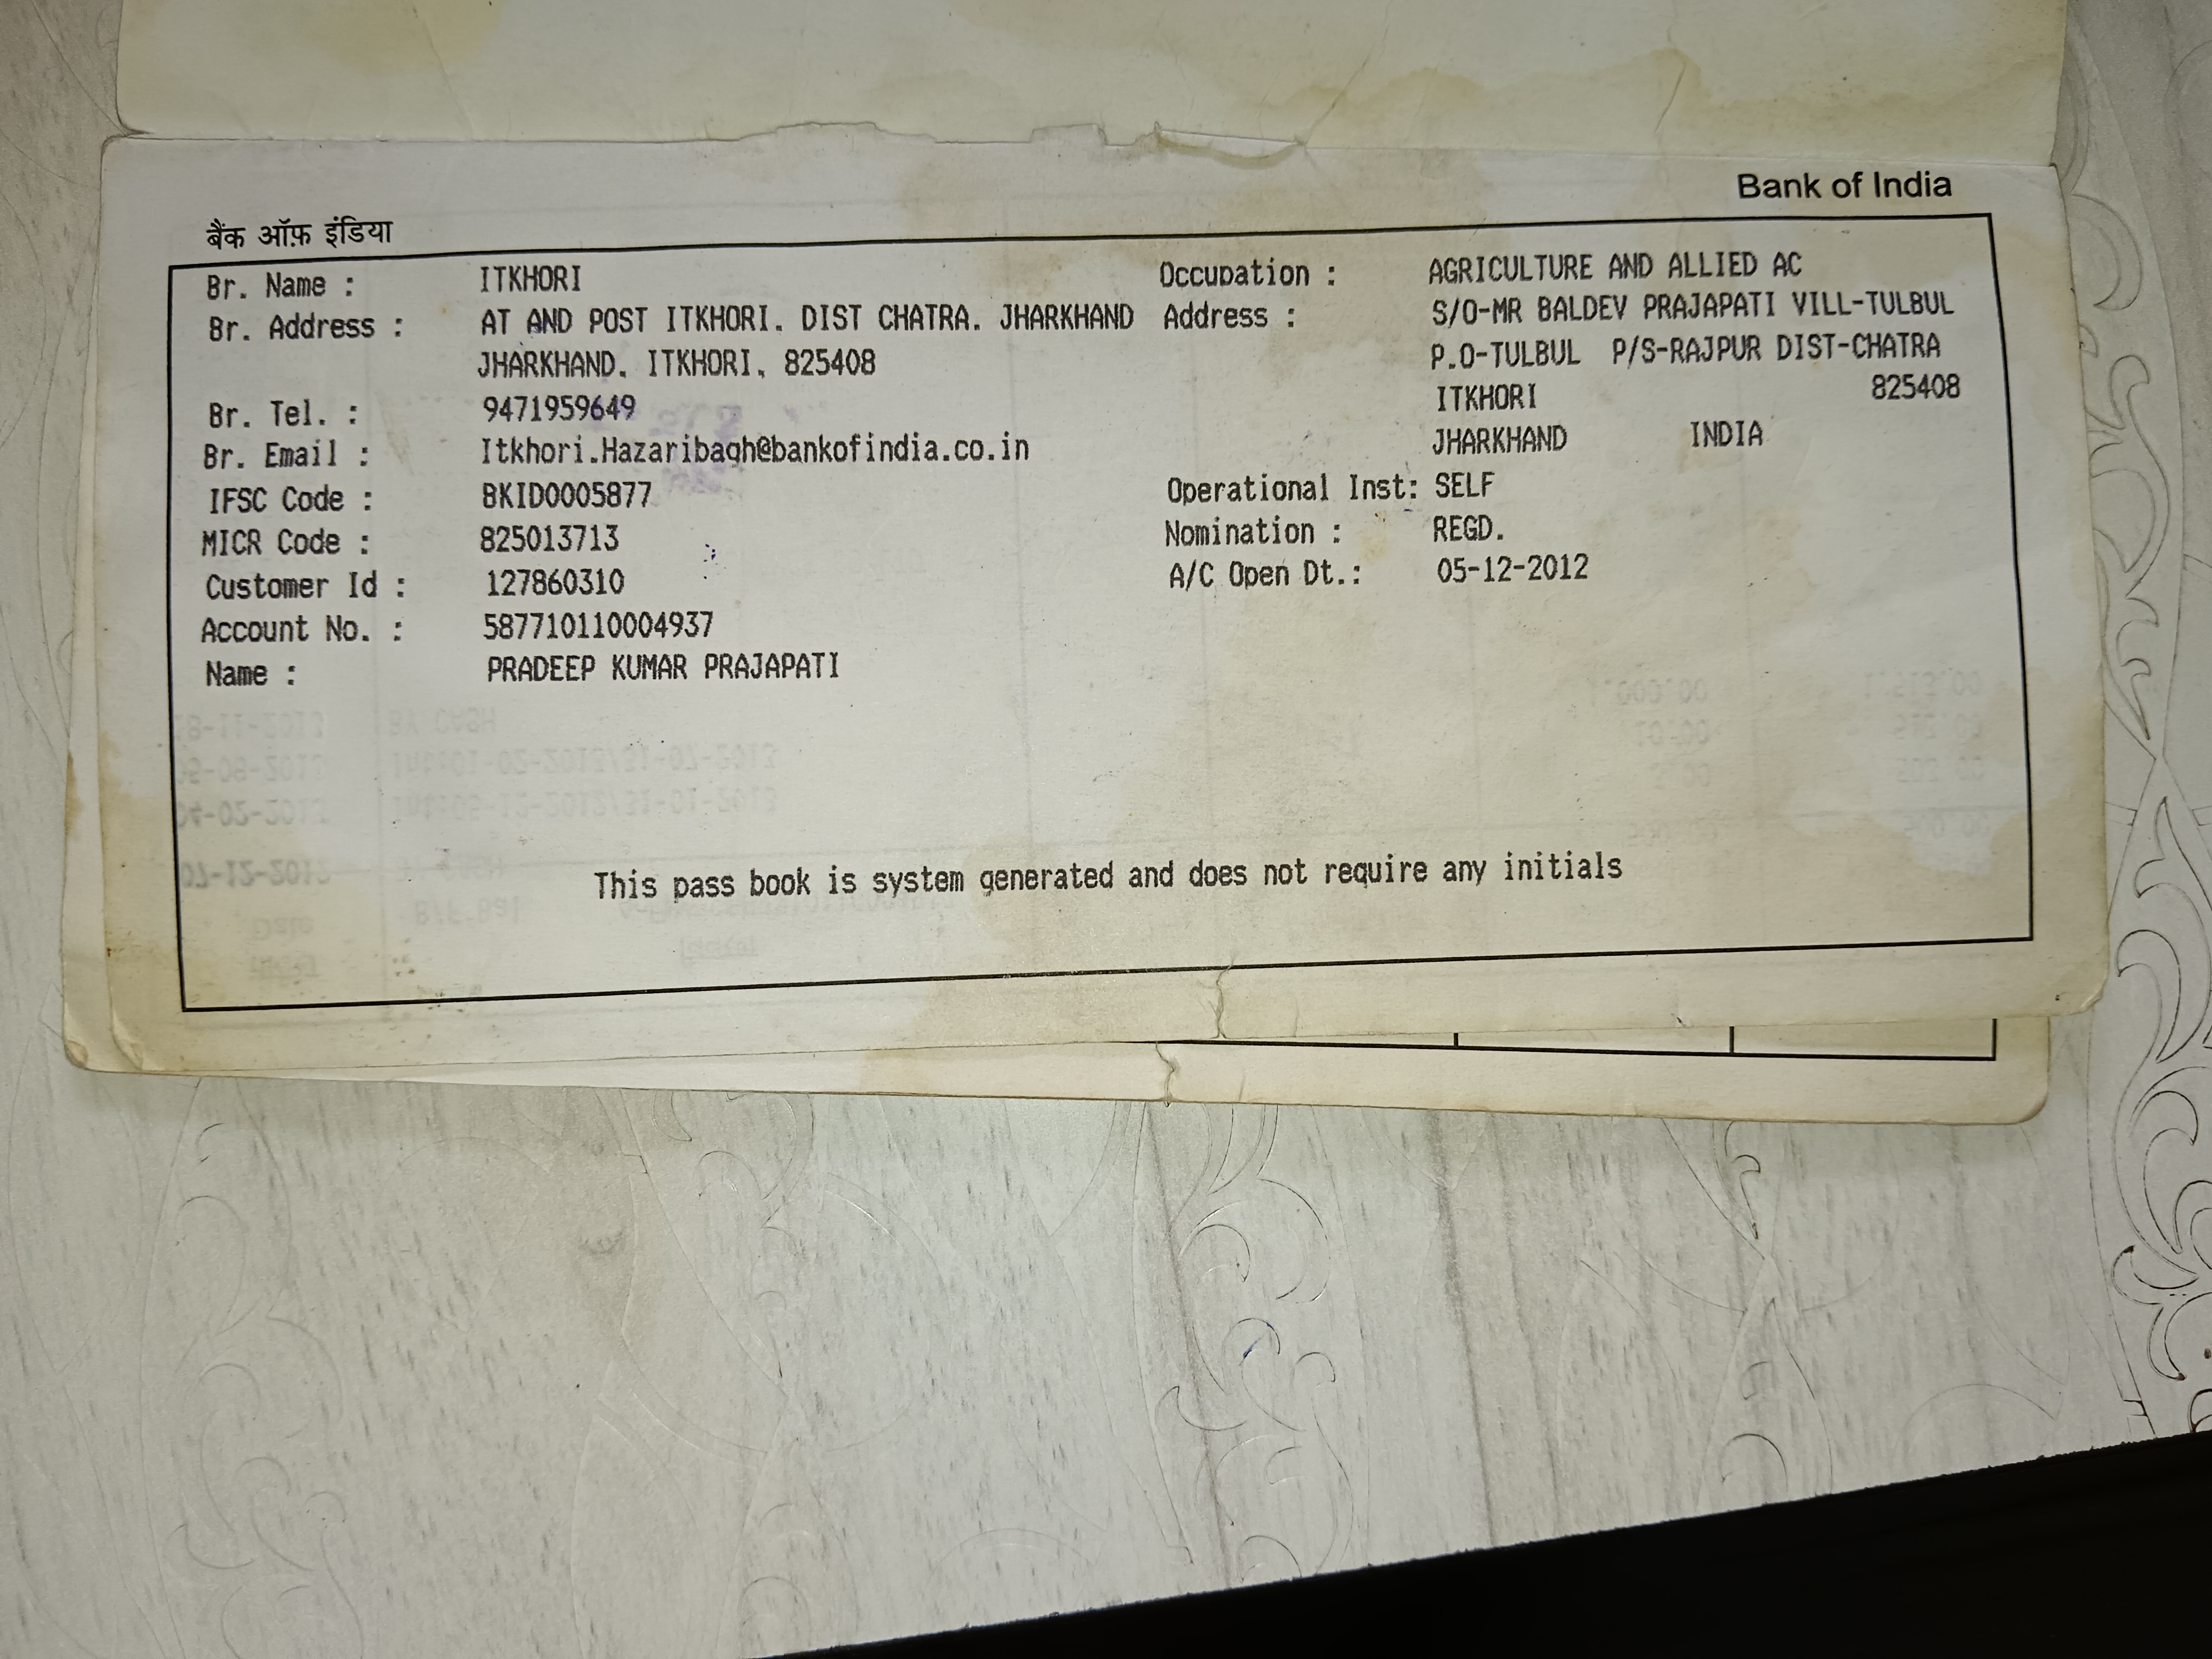 बैंक ऑफ़ इंडिया
Bank of India
Br. Name : ITKHORI
Br. Address : AT AND POST ITKHORI. DIST CHATRA. JHARKHAND
JHARKHAND. ITKHORI, 825408
Br. Tel. : 9471959649
Br. Email : Itkhori.Hazaribagh@bankofindia.co.in
IFSC Code : BKID0005877
MICR Code : 825013713
Customer Id : 127860310
Account No. : 587710110004937
Name : PRADEEP KUMAR PRAJAPATI
Occupation : AGRICULTURE AND ALLIED AC
Address : S/O-MR BALDEV PRAJAPATI VILL-TULBUL
P.O-TULBUL P/S-RAJPUR DIST-CHATRA
ITKHORI 825408
JHARKHAND INDIA
Operational Inst: SELF
Nomination : REGD.
A/C Open Dt.: 05-12-2012
This pass book is system generated and does not require any initials